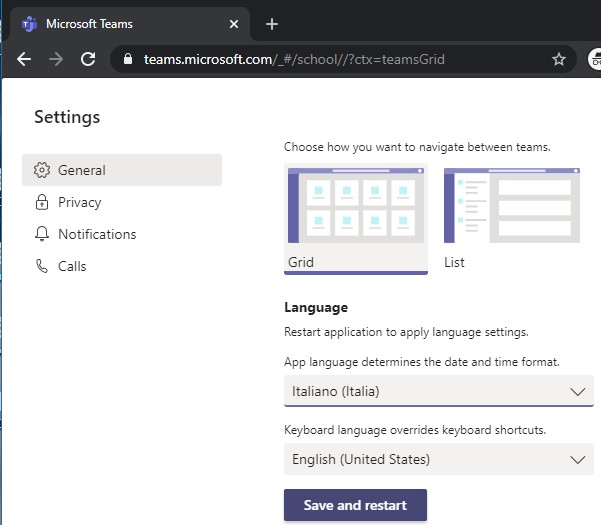 Microsoft Teams
teams.microsoft.com/_#/school//?ctx=teamsGrid
Settings
General
Privacy
Notifications
Calls
Choose how you want to navigate between teams.
Grid
List
Language
Restart application to apply language settings.
App language determines the date and time format.
Italiano (Italia)
Keyboard language overrides keyboard shortcuts.
English (United States)
Save and restart